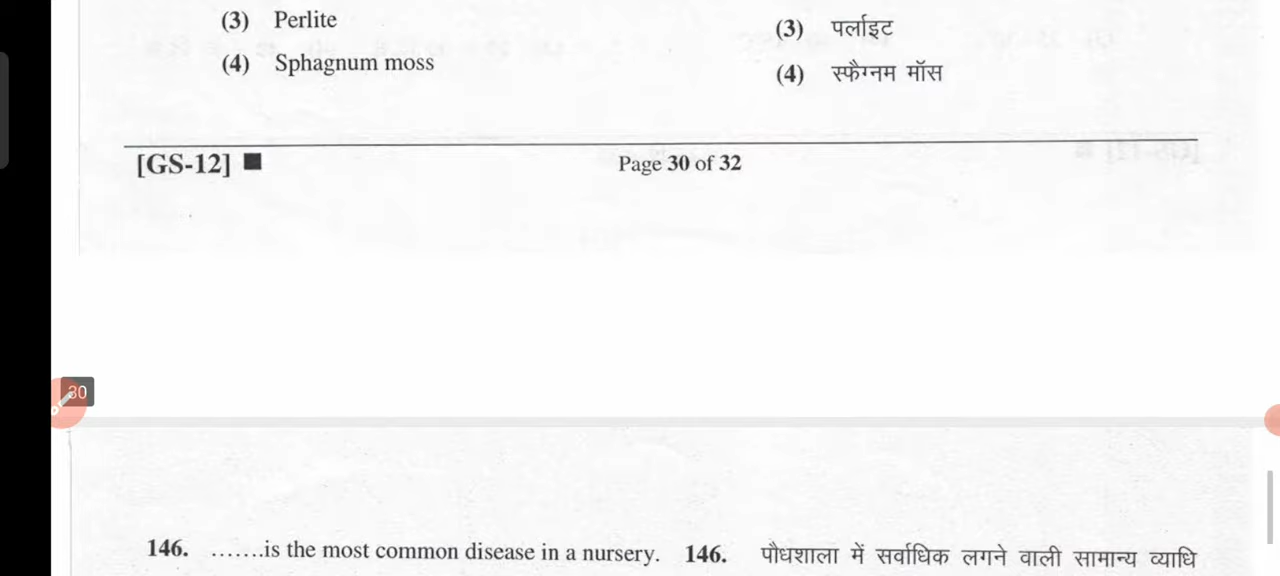 (3) Perlite
(4) Sphagnum moss
(3) पर्लाइट
(4) स्फैग्नम मॉस
[GS-12] ■ Page 30 of 32
30
146. .......is the most common disease in a nursery.
146. पौधशाला में सर्वाधिक लगने वाली सामान्य व्याधि